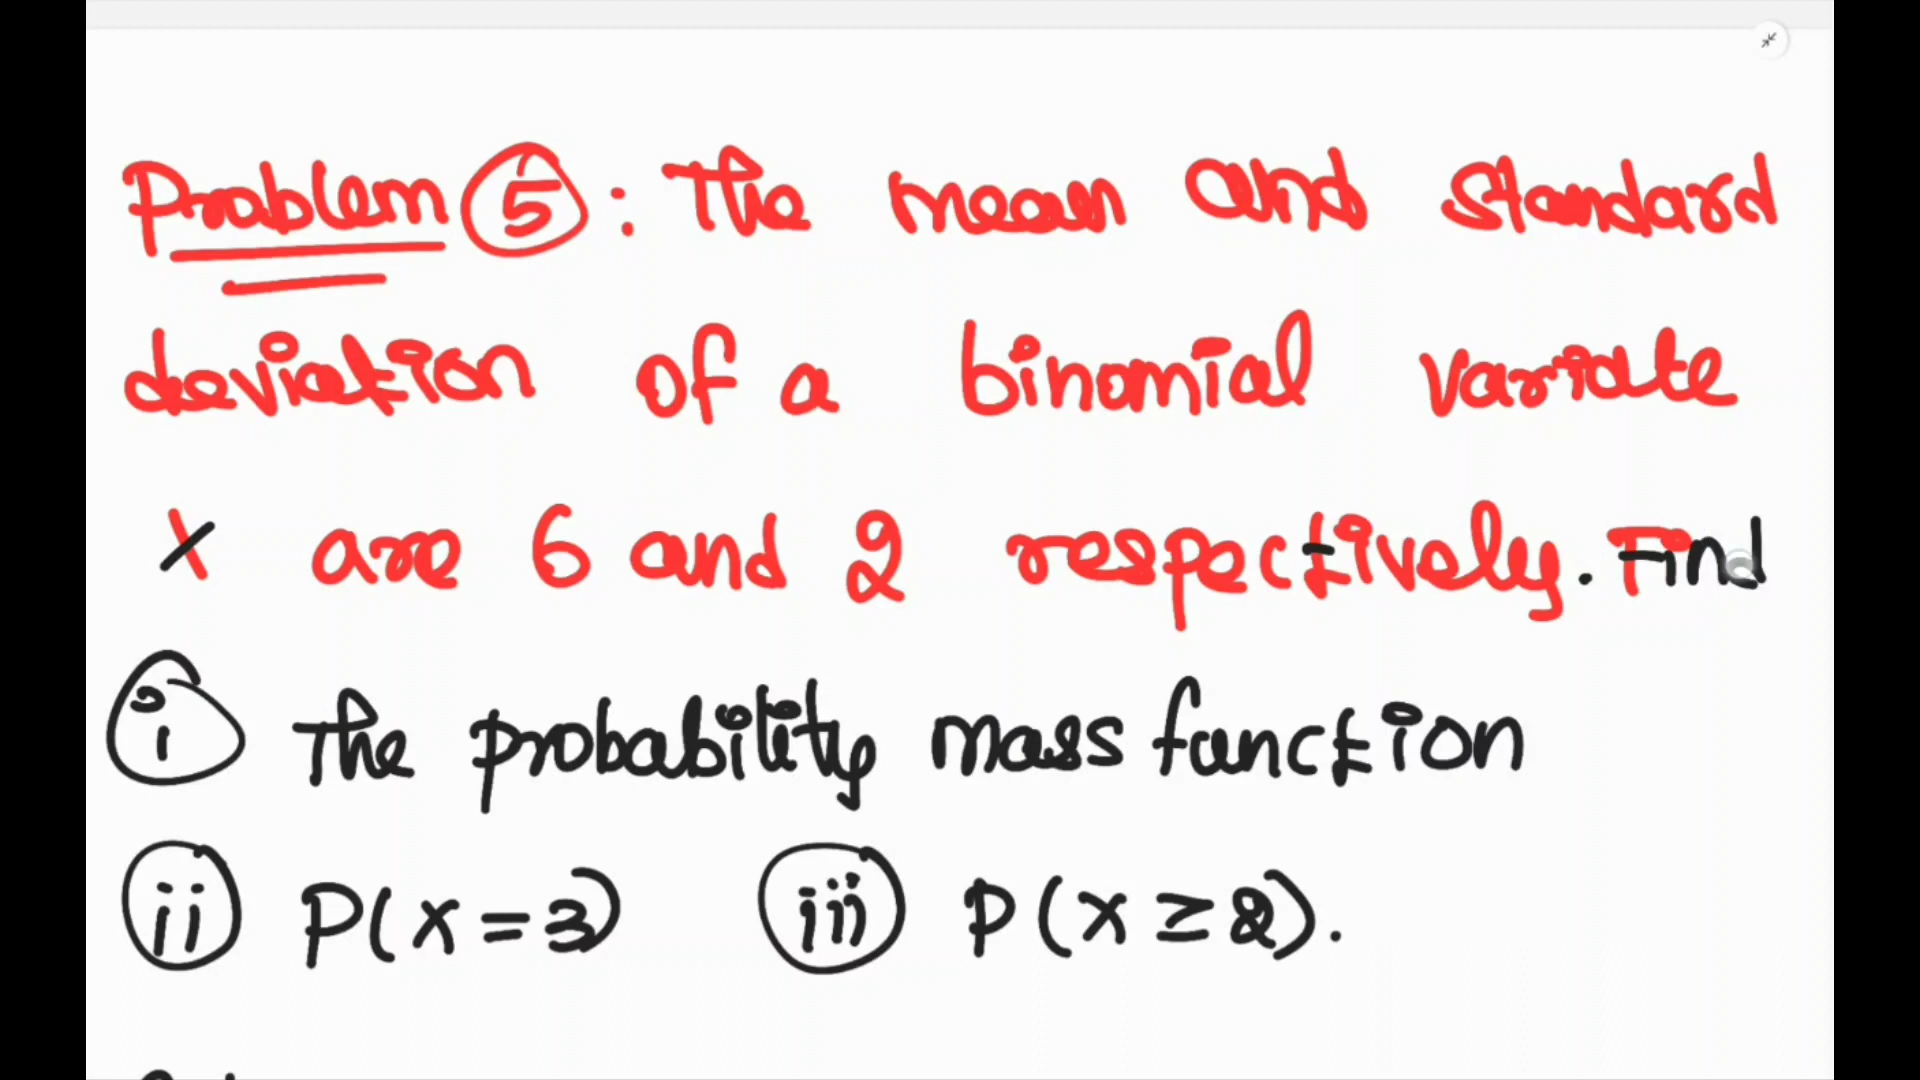 Problem 5 : The mean and standard
deviation of a binomial variate
X are 6 and 2 respectively. Find
i The probability mass function
ii P(X=3) iii P(X≥2).